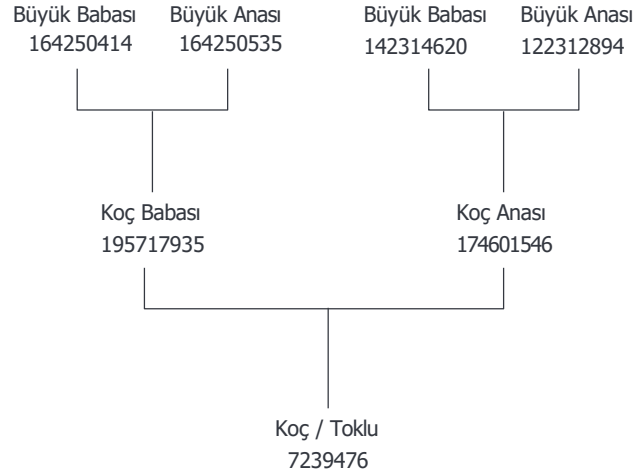 Büyük Babası Büyük Anası Büyük Babası Büyük Anası
164250414 164250535 142314620 122312894
Koç Babası Koç Anası
195717935 174601546
Koç / Toklu
7239476